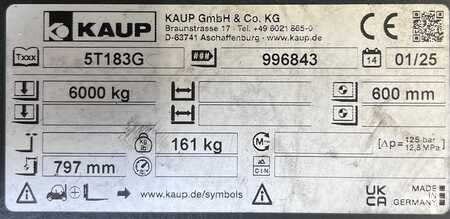 KAUP
KAUP GmbH & Co. KG
Braunstrasse 17 · Tel. +49 6021 865-0
D-63741 Aschaffenburg · www.kaup.de
CE
Txxx 5T183G ### 996843 14 01/25
6000 kg 600 mm
kg lb 161 kg M [Δp= 125 bar 12,5 MPa]
797 mm C I N
→ www.kaup.de/symbols
UK CA
MADE IN GERMANY